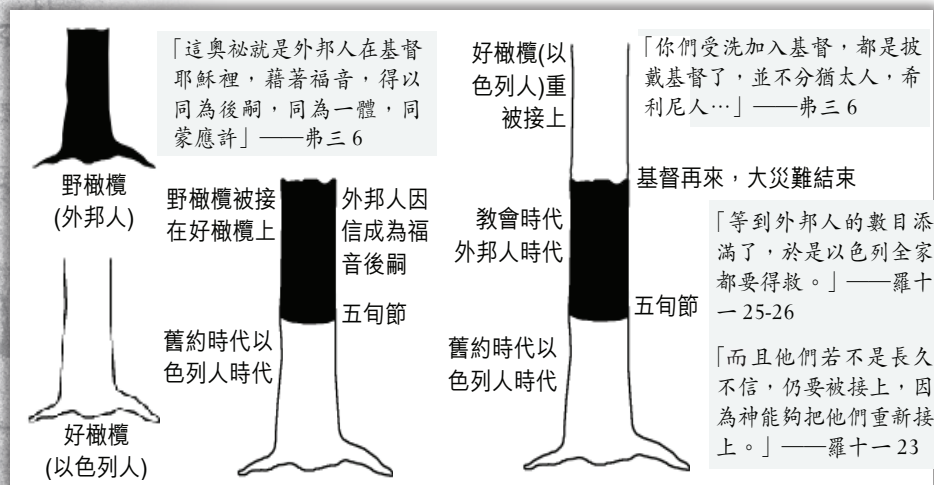 「這奧祕就是外邦人在基督
耶穌裡，藉著福音，得以
同為後嗣，同為一體，同
蒙應許」——弗三 6
野橄欖
(外邦人)
好橄欖
(以色列人)
野橄欖被接
在好橄欖上
外邦人因
信成為福
音後嗣
五旬節
舊約時代以
色列人時代
好橄欖(以
色列人)重
被接上
「你們受洗加入基督，都是披
戴基督了，並不分猶太人，希
利尼人…」——弗三 6
基督再來，大災難結束
教會時代
外邦人時代
五旬節
舊約時代以
色列人時代
「等到外邦人的數目添
滿了，於是以色列全家
都要得救。」——羅十
一 25-26
「而且他們若不是長久
不信，仍要被接上，因
為神能夠把他們重新接
上。」——羅十一 23